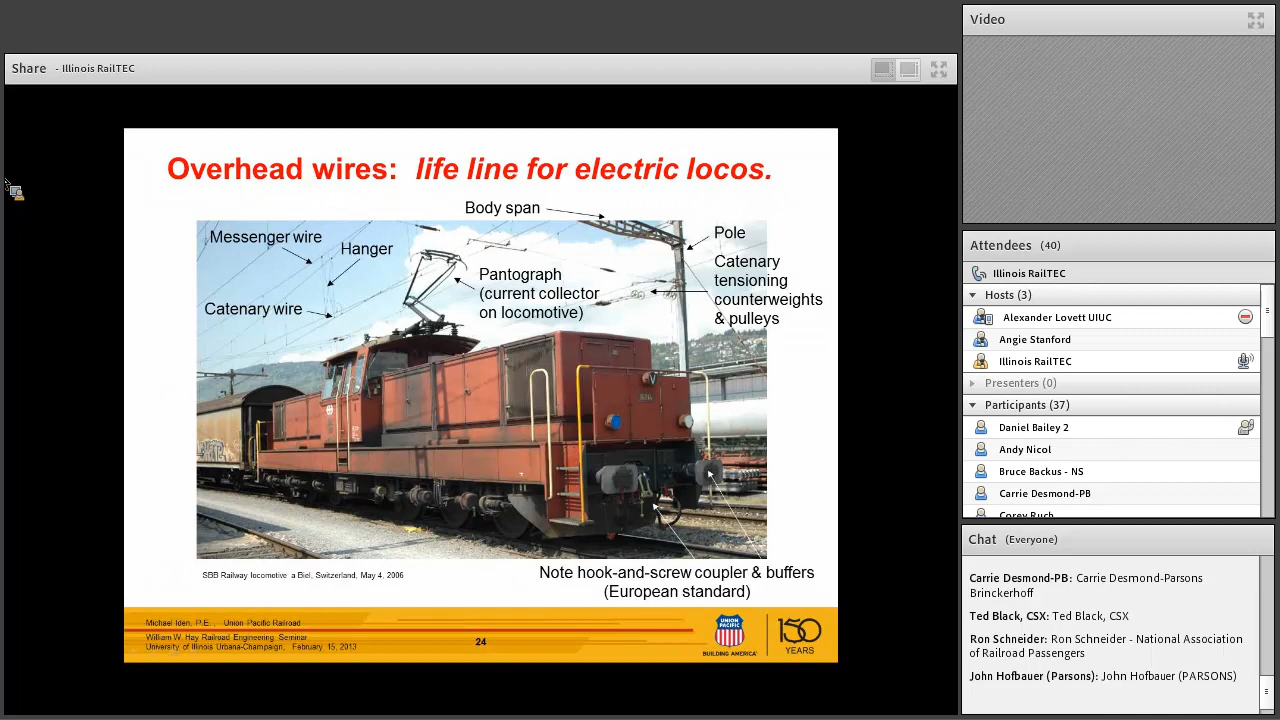 Share - Illinois RailTEC
Overhead wires: life line for electric locos.
Body span
Messenger wire
Hanger
Pole
Catenary
tensioning
counterweights
& pulleys
Pantograph
(current collector
on locomotive)
Catenary wire
Note hook-and-screw coupler & buffers
(European standard)
SBB Railway locomotive a Biel, Switzerland, May 4, 2006
Michael Iden, P.E., Union Pacific Railroad
William W. Hay Railroad Engineering Seminar
University of Illinois Urbana-Champaign, February 15, 2013
24
UNION
PACIFIC
BUILDING AMERICA®
150
YEARS
Video
Attendees (40)
Illinois RailTEC
Hosts (3)
Alexander Lovett UIUC
Angie Stanford
Illinois RailTEC
Presenters (0)
Participants (37)
Daniel Bailey 2
Andy Nicol
Bruce Backus - NS
Carrie Desmond-PB
Corey Ruch
Chat (Everyone)
Carrie Desmond-PB: Carrie Desmond-Parsons
Brinckerhoff
Ted Black, CSX: Ted Black, CSX
Ron Schneider: Ron Schneider - National Association
of Railroad Passengers
John Hofbauer (Parsons): John Hofbauer (PARSONS)